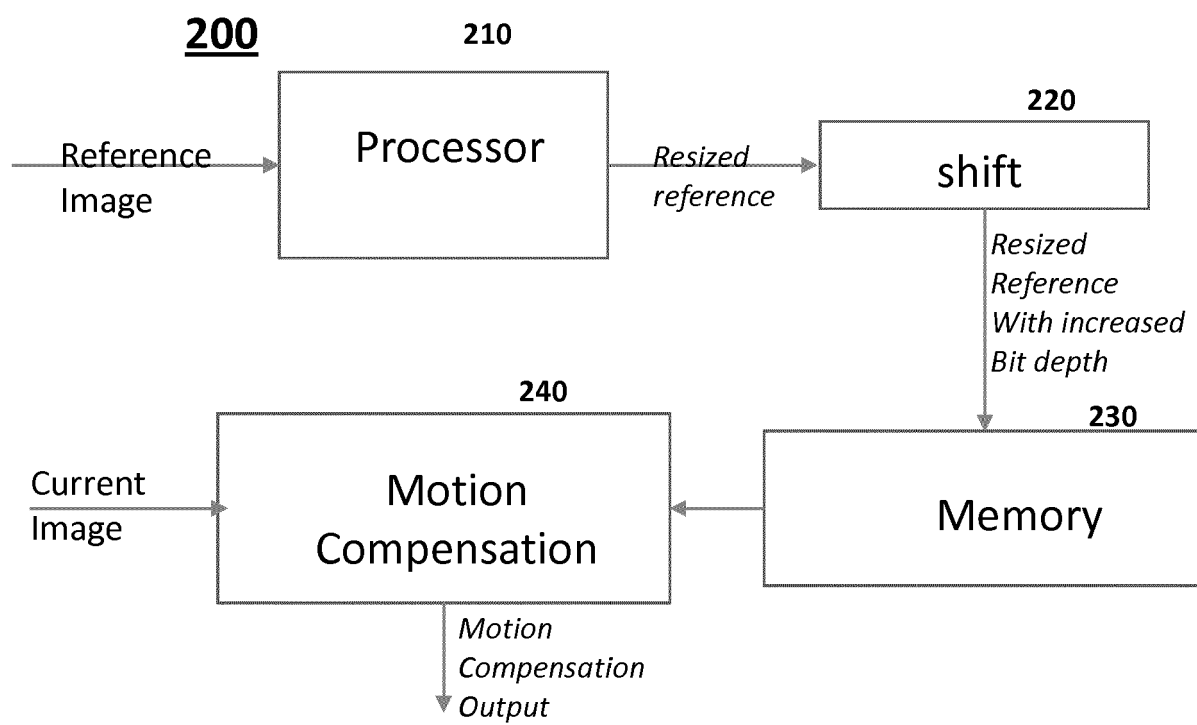 200
210
Processor
Reference
Image
Resized
reference
220
shift
Resized
Reference
With increased
Bit depth
240
Motion
Compensation
Current
Image
230
Memory
Motion
Compensation
Output